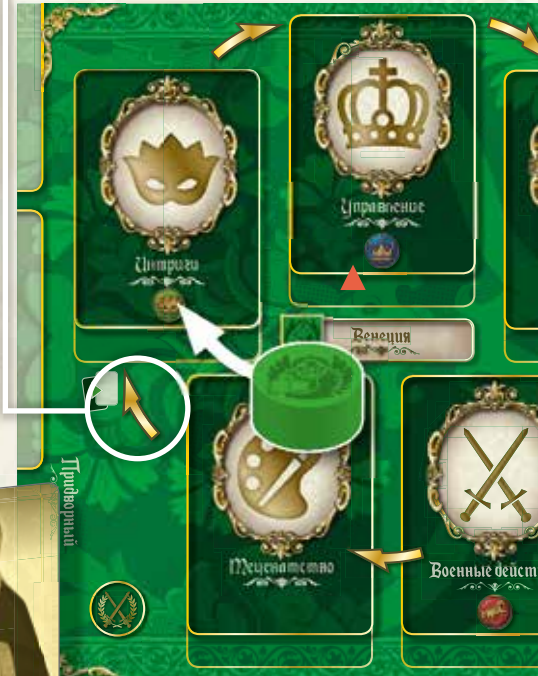 Управление
Интриги
Венеция
Придворный
Меценатство
Военные дейст